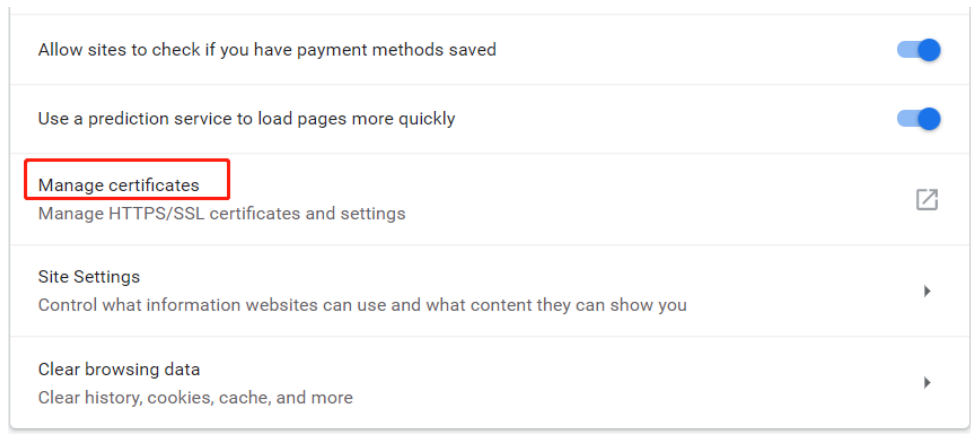 Allow sites to check if you have payment methods saved
Use a prediction service to load pages more quickly
Manage certificates
Manage HTTPS/SSL certificates and settings
Site Settings
Control what information websites can use and what content they can show you
Clear browsing data
Clear history, cookies, cache, and more